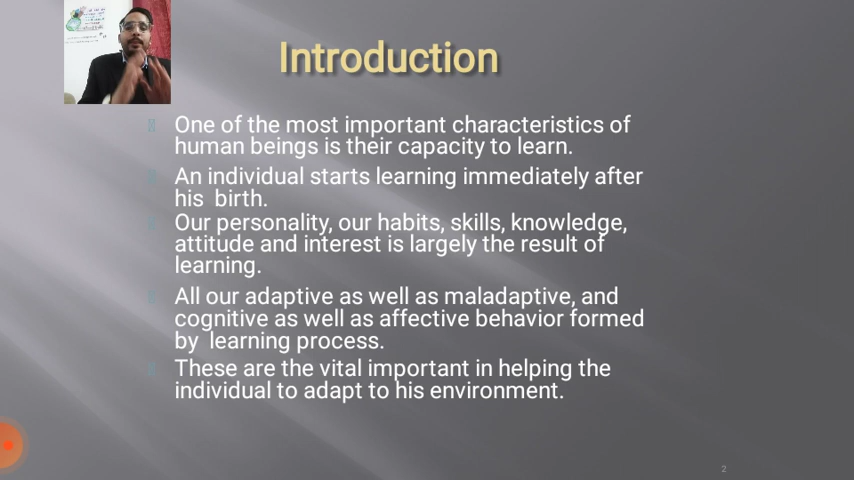 Introduction
One of the most important characteristics of
human beings is their capacity to learn.
An individual starts learning immediately after
his birth.
Our personality, our habits, skills, knowledge,
attitude and interest is largely the result of
learning.
All our adaptive as well as maladaptive, and
cognitive as well as affective behavior formed
by learning process.
These are the vital important in helping the
individual to adapt to his environment.
2